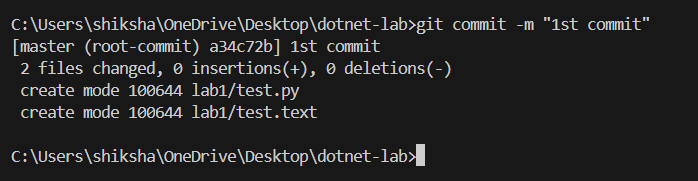 C:\Users\shiksha\OneDrive\Desktop\dotnet-lab>git commit -m "1st commit"
[master (root-commit) a34c72b] 1st commit
 2 files changed, 0 insertions(+), 0 deletions(-)
 create mode 100644 lab1/test.py
 create mode 100644 lab1/test.text
C:\Users\shiksha\OneDrive\Desktop\dotnet-lab>